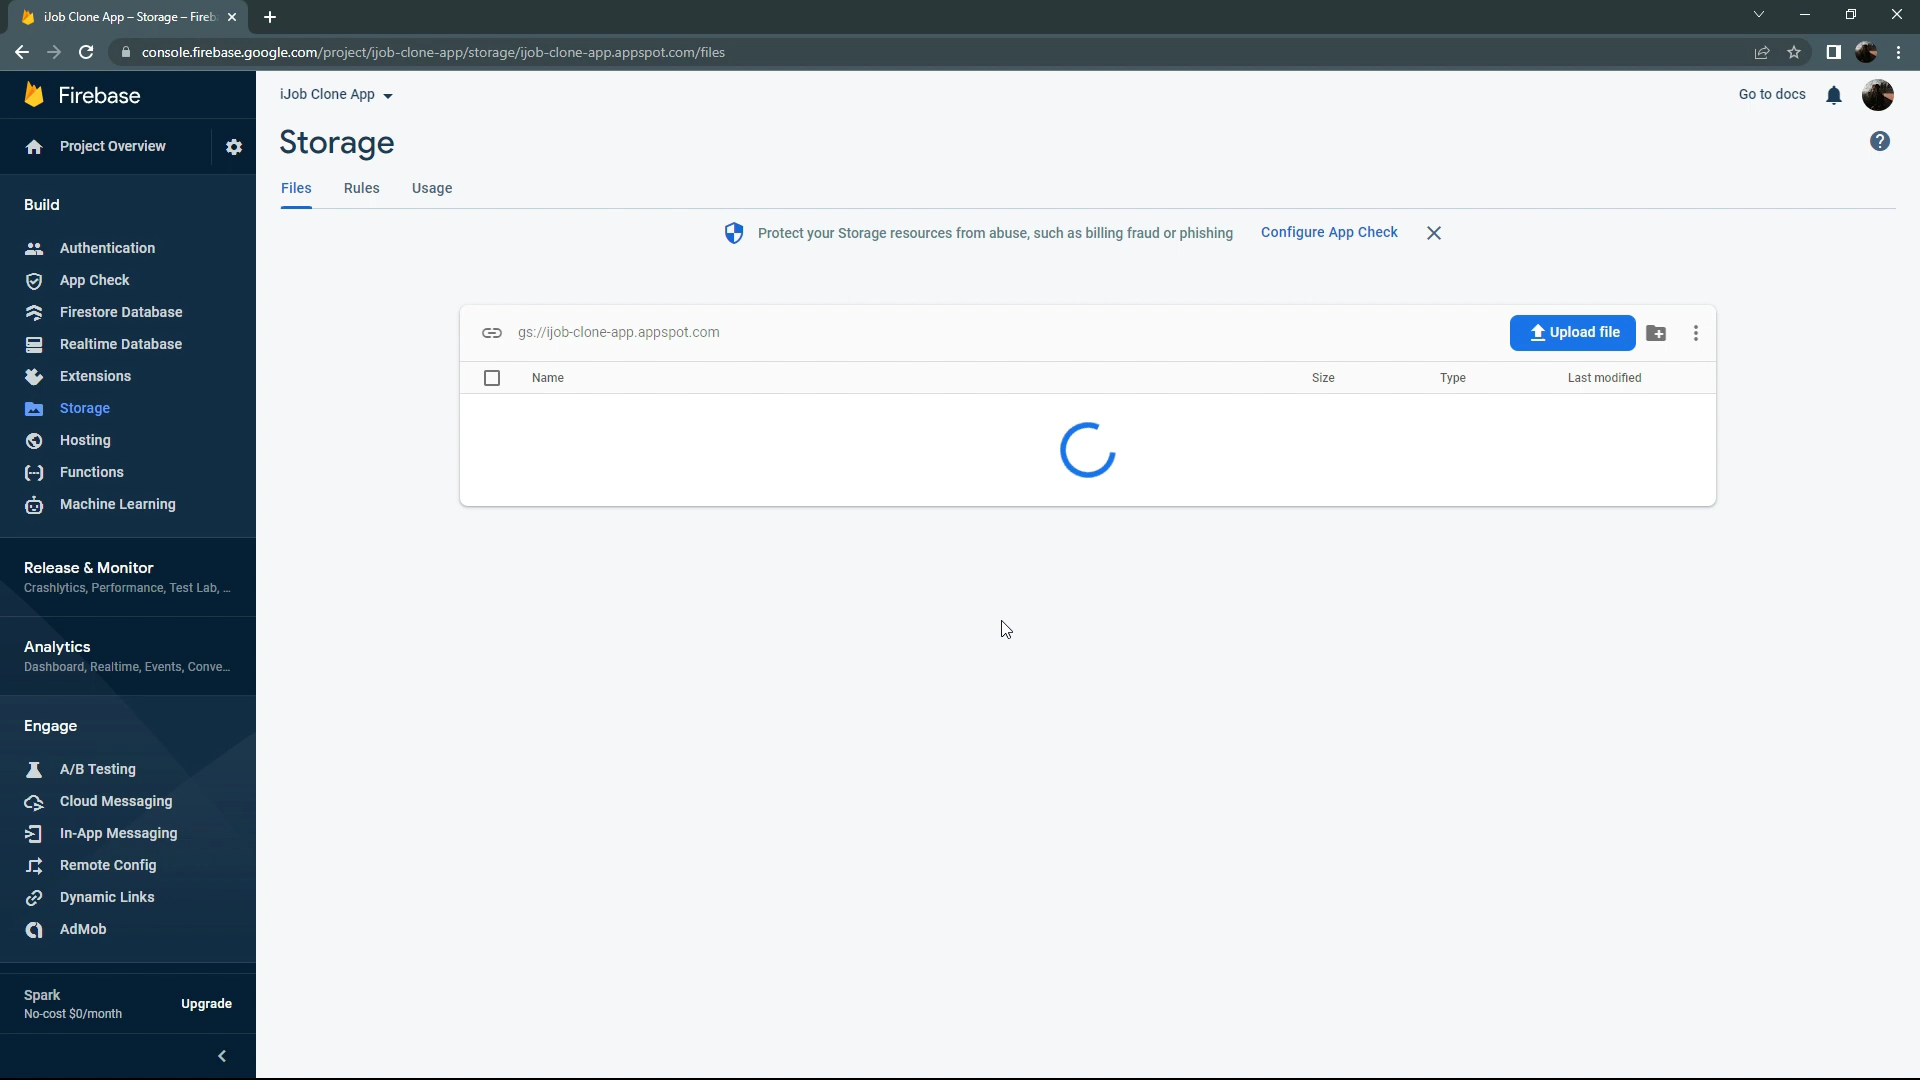 iJob Clone App – Storage – Fireb
console.firebase.google.com/project/ijob-clone-app/storage/ijob-clone-app.appspot.com/files
Firebase
iJob Clone App
Go to docs
Project Overview
Storage
Files Rules Usage
Build
Protect your Storage resources from abuse, such as billing fraud or phishing Configure App Check
Authentication
App Check
Firestore Database
Realtime Database
Extensions
Storage
Hosting
Functions
Machine Learning
gs://ijob-clone-app.appspot.com
Upload file
Name Size Type Last modified
Release & Monitor
Crashlytics, Performance, Test Lab, ...
Analytics
Dashboard, Realtime, Events, Conve...
Engage
A/B Testing
Cloud Messaging
In-App Messaging
Remote Config
Dynamic Links
AdMob
Spark
No-cost $0/month
Upgrade